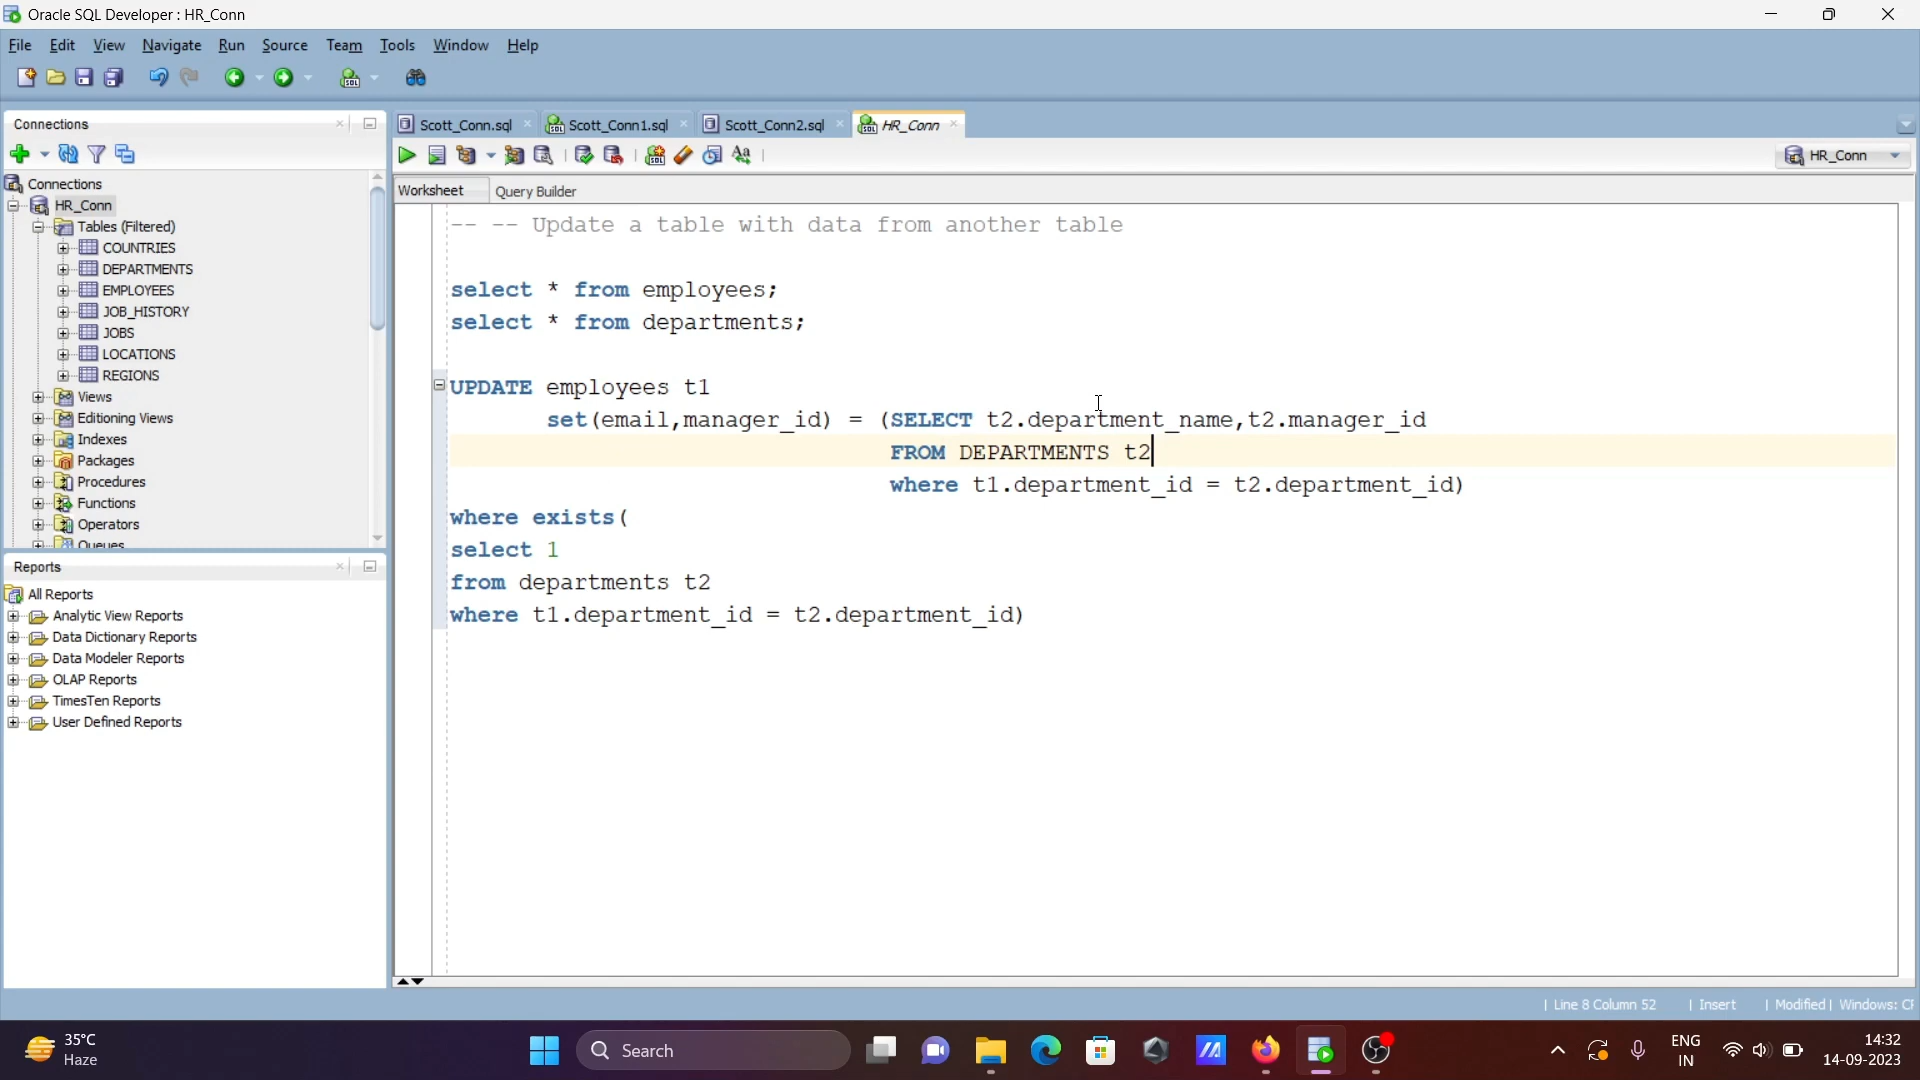 Oracle SQL Developer : HR_Conn
File Edit View Navigate Run Source Team Tools Window Help
Connections
Scott_Conn.sql Scott_Conn1.sql Scott_Conn2.sql HR_Conn
HR_Conn
Worksheet Query Builder
Connections
HR_Conn
Tables (Filtered)
COUNTRIES
DEPARTMENTS
EMPLOYEES
JOB_HISTORY
JOBS
LOCATIONS
REGIONS
Views
Editioning Views
Indexes
Packages
Procedures
Functions
Operators
Queues
Reports
All Reports
Analytic View Reports
Data Dictionary Reports
Data Modeler Reports
OLAP Reports
TimesTen Reports
User Defined Reports
-- -- Update a table with data from another table
select * from employees;
select * from departments;
UPDATE employees t1
set(email,manager_id) = (SELECT t2.department_name,t2.manager_id
FROM DEPARTMENTS t2
where t1.department_id = t2.department_id)
where exists(
select 1
from departments t2
where t1.department_id = t2.department_id)
Line 8 Column 52 | Insert | Modified | Windows: CF
35°C
Haze
Search
ENG
IN
14:32
14-09-2023